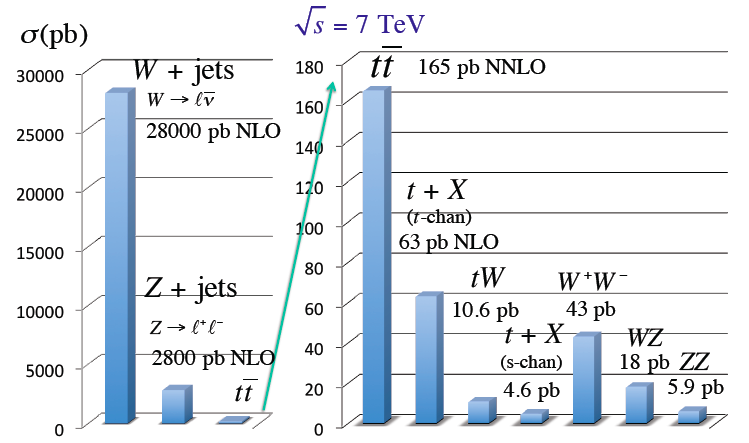 √s = 7 TeV
σ(pb)
30000
25000
20000
15000
10000
5000
0
W + jets
W → ℓν̅
28000 pb NLO
Z + jets
Z → ℓ⁺ℓ⁻
2800 pb NLO
tt̅
180
160
140
120
100
80
60
40
20
0
tt̅ 165 pb NNLO
t + X
(t-chan)
63 pb NLO
tW
10.6 pb
t + X
(s-chan)
4.6 pb
W⁺W⁻
43 pb
WZ
18 pb
ZZ
5.9 pb